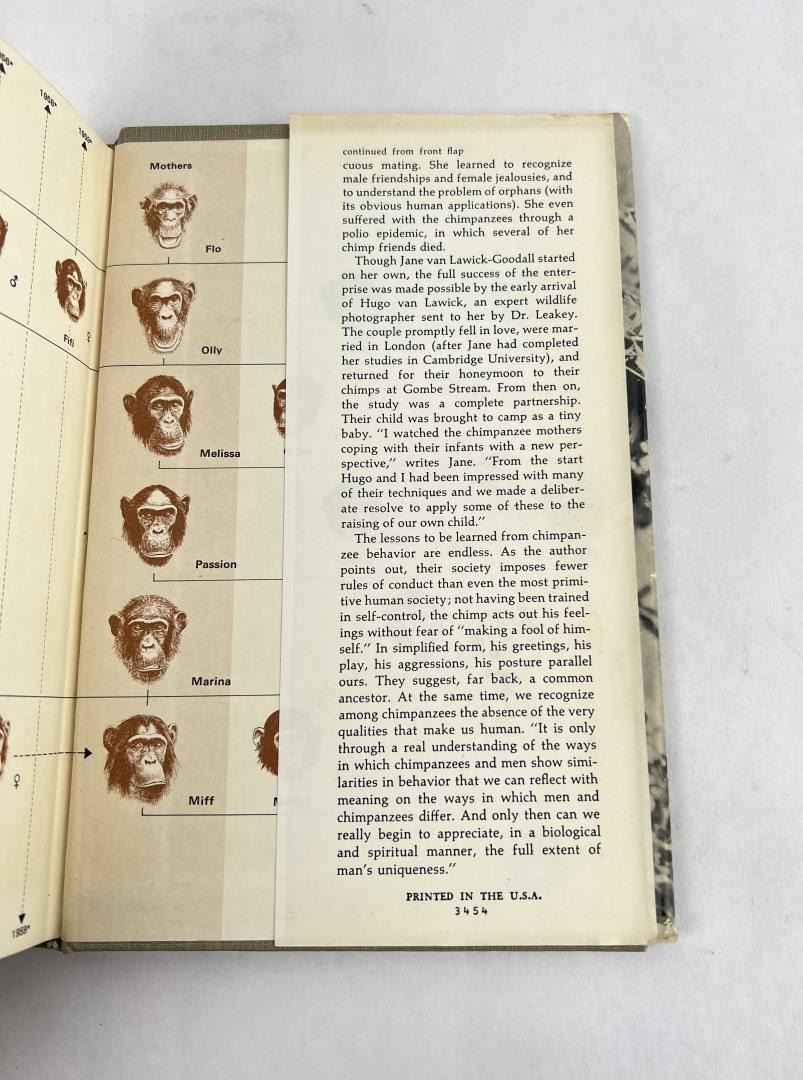 1956*
1958*
♂
Fifi
♀
♀
1959*
Mothers
Flo
Olly
Melissa
Passion
Marina
Miff
continued from front flap
cuous mating. She learned to recognize
male friendships and female jealousies, and
to understand the problem of orphans (with
its obvious human applications). She even
suffered with the chimpanzees through a
polio epidemic, in which several of her
chimp friends died.
Though Jane van Lawick-Goodall started
on her own, the full success of the enter-
prise was made possible by the early arrival
of Hugo van Lawick, an expert wildlife
photographer sent to her by Dr. Leakey.
The couple promptly fell in love, were mar-
ried in London (after Jane had completed
her studies in Cambridge University), and
returned for their honeymoon to their
chimps at Gombe Stream. From then on,
the study was a complete partnership.
Their child was brought to camp as a tiny
baby. "I watched the chimpanzee mothers
coping with their infants with a new per-
spective," writes Jane. "From the start
Hugo and I had been impressed with many
of their techniques and we made a deliber-
ate resolve to apply some of these to the
raising of our own child."
The lessons to be learned from chimpan-
zee behavior are endless. As the author
points out, their society imposes fewer
rules of conduct than even the most primi-
tive human society; not having been trained
in self-control, the chimp acts out his feel-
ings without fear of "making a fool of him-
self." In simplified form, his greetings, his
play, his aggressions, his posture parallel
ours. They suggest, far back, a common
ancestor. At the same time, we recognize
among chimpanzees the absence of the very
qualities that make us human. "It is only
through a real understanding of the ways
in which chimpanzees and men show simi-
larities in behavior that we can reflect with
meaning on the ways in which men and
chimpanzees differ. And only then can we
really begin to appreciate, in a biological
and spiritual manner, the full extent of
man's uniqueness."
PRINTED IN THE U.S.A.
3454